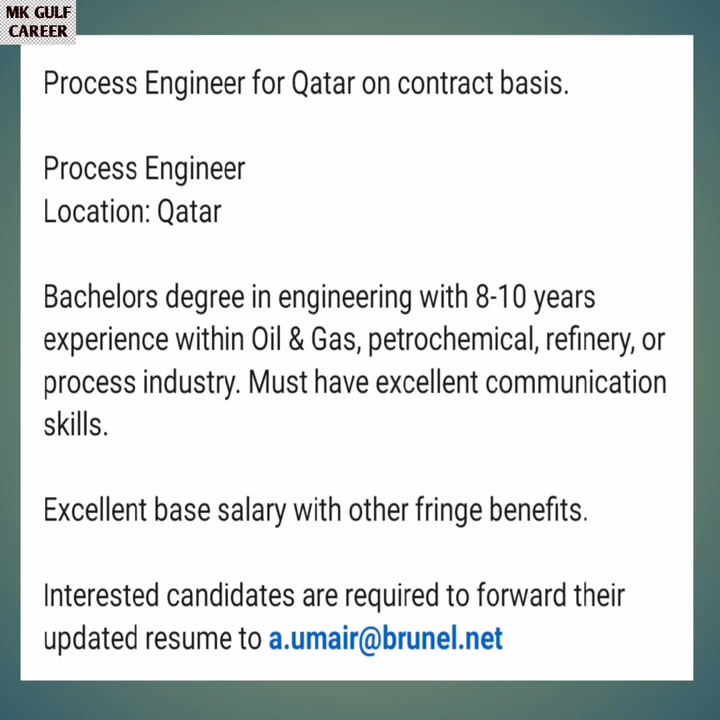 MK GULF
CAREER
Process Engineer for Qatar on contract basis.
Process Engineer
Location: Qatar
Bachelors degree in engineering with 8-10 years
experience within Oil & Gas, petrochemical, refinery, or
process industry. Must have excellent communication
skills.
Excellent base salary with other fringe benefits.
Interested candidates are required to forward their
updated resume to a.umair@brunel.net